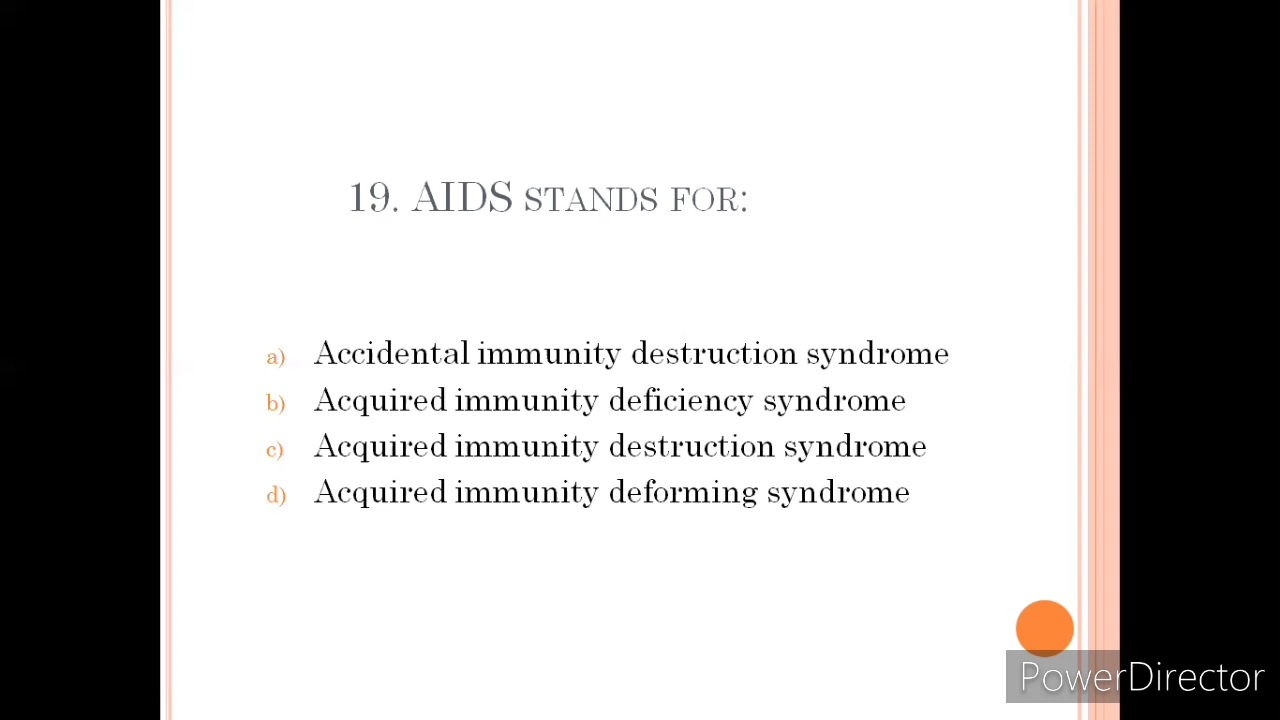 19. AIDS STANDS FOR:
a) Accidental immunity destruction syndrome
b) Acquired immunity deficiency syndrome
c) Acquired immunity destruction syndrome
d) Acquired immunity deforming syndrome
PowerDirector